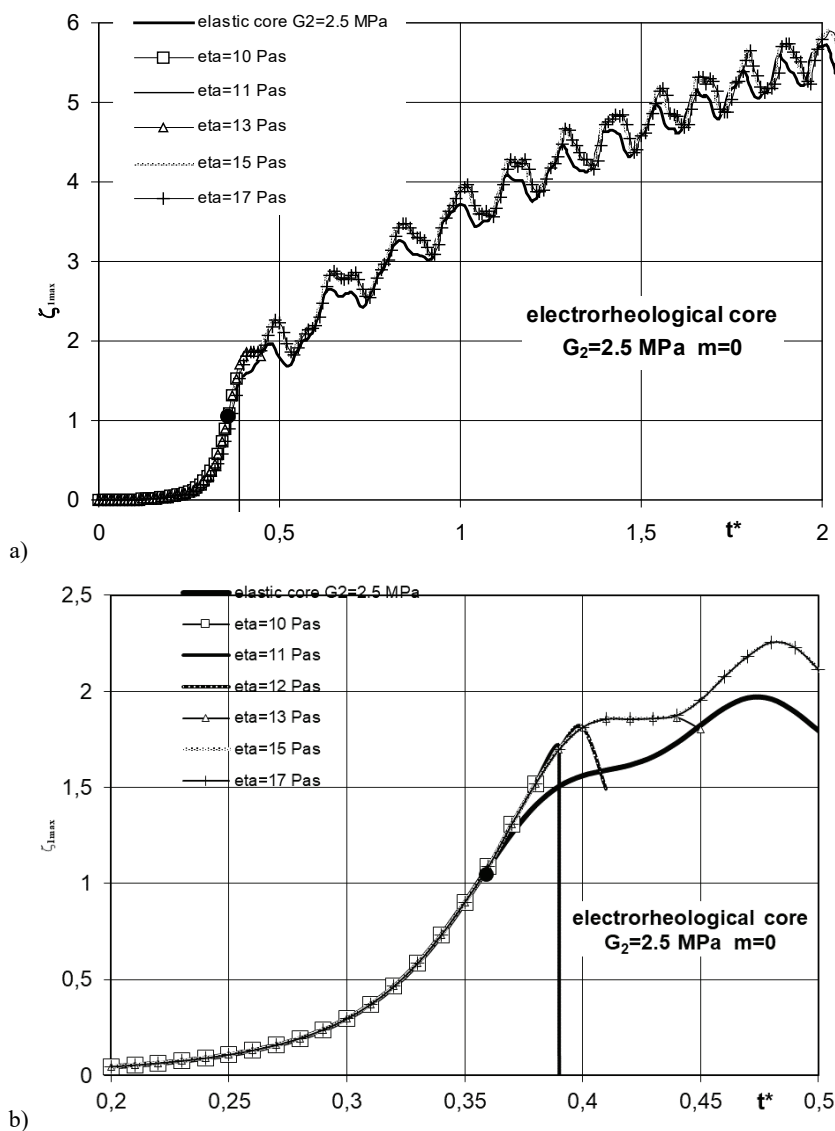 6
5
4
3
2
1
0
elastic core G2=2.5 MPa
eta=10 Pas
eta=11 Pas
eta=13 Pas
eta=15 Pas
eta=17 Pas
ζ1max
electrorheological core
G2=2.5 MPa m=0
0
0,5
1
1,5
t*
2
a)
2,5
2
1,5
1
0,5
0
elastic core G2=2.5 MPa
eta=10 Pas
eta=11 Pas
eta=12 Pas
eta=13 Pas
eta=15 Pas
eta=17 Pas
ζ1max
electrorheological core
G2=2.5 MPa m=0
0,2
0,25
0,3
0,35
0,4
0,45
t*
0,5
b)